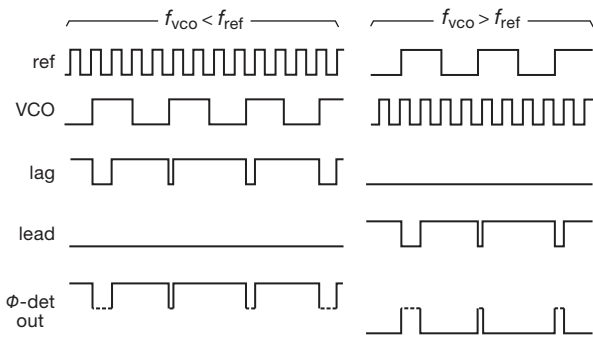 f_vco < f_ref
f_vco > f_ref
ref
VCO
lag
lead
Φ-det
out